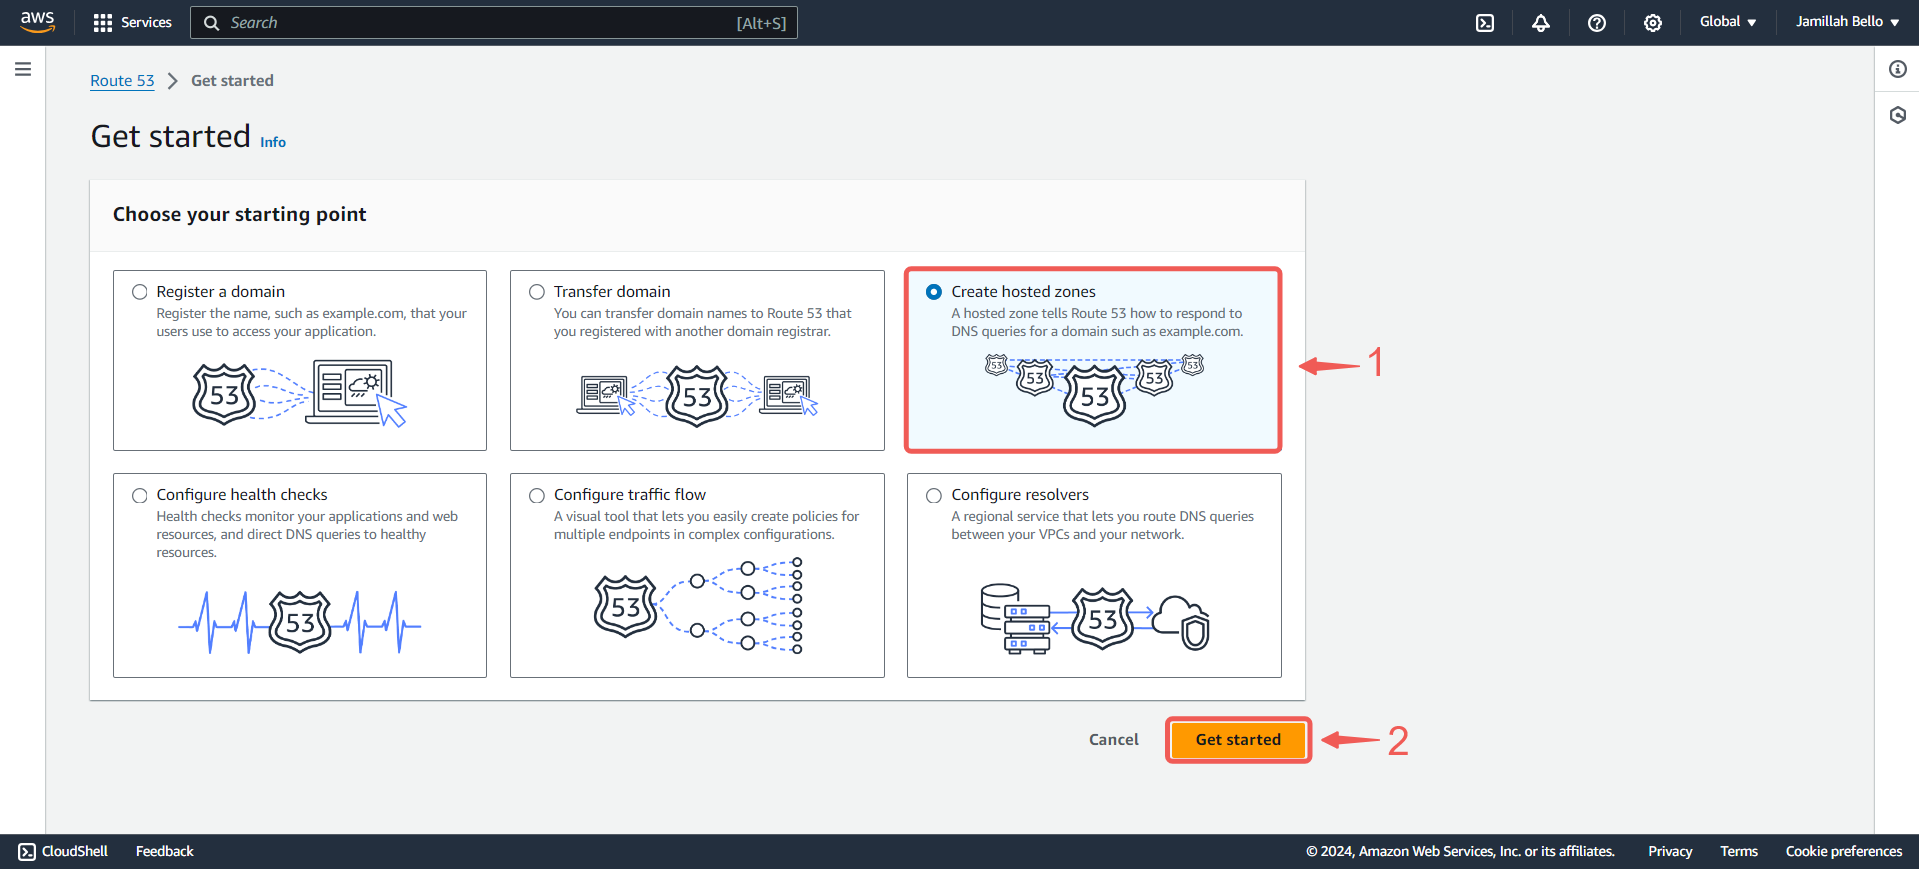 aws Services Search [Alt+S] Global Jamillah Bello
Route 53 Get started
Get started Info
Choose your starting point
Register a domain
Register the name, such as example.com, that your
users use to access your application.
53
Transfer domain
You can transfer domain names to Route 53 that
you registered with another domain registrar.
53
Create hosted zones
A hosted zone tells Route 53 how to respond to
DNS queries for a domain such as example.com.
53 53 53 53 53
1
Configure health checks
Health checks monitor your applications and web
resources, and direct DNS queries to healthy
resources.
53
Configure traffic flow
A visual tool that lets you easily create policies for
multiple endpoints in complex configurations.
53
Configure resolvers
A regional service that lets you route DNS queries
between your VPCs and your network.
53
Cancel Get started 2
CloudShell Feedback © 2024, Amazon Web Services, Inc. or its affiliates. Privacy Terms Cookie preferences